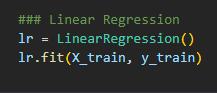 ### Linear Regression
lr = LinearRegression()
lr.fit(X_train, y_train)